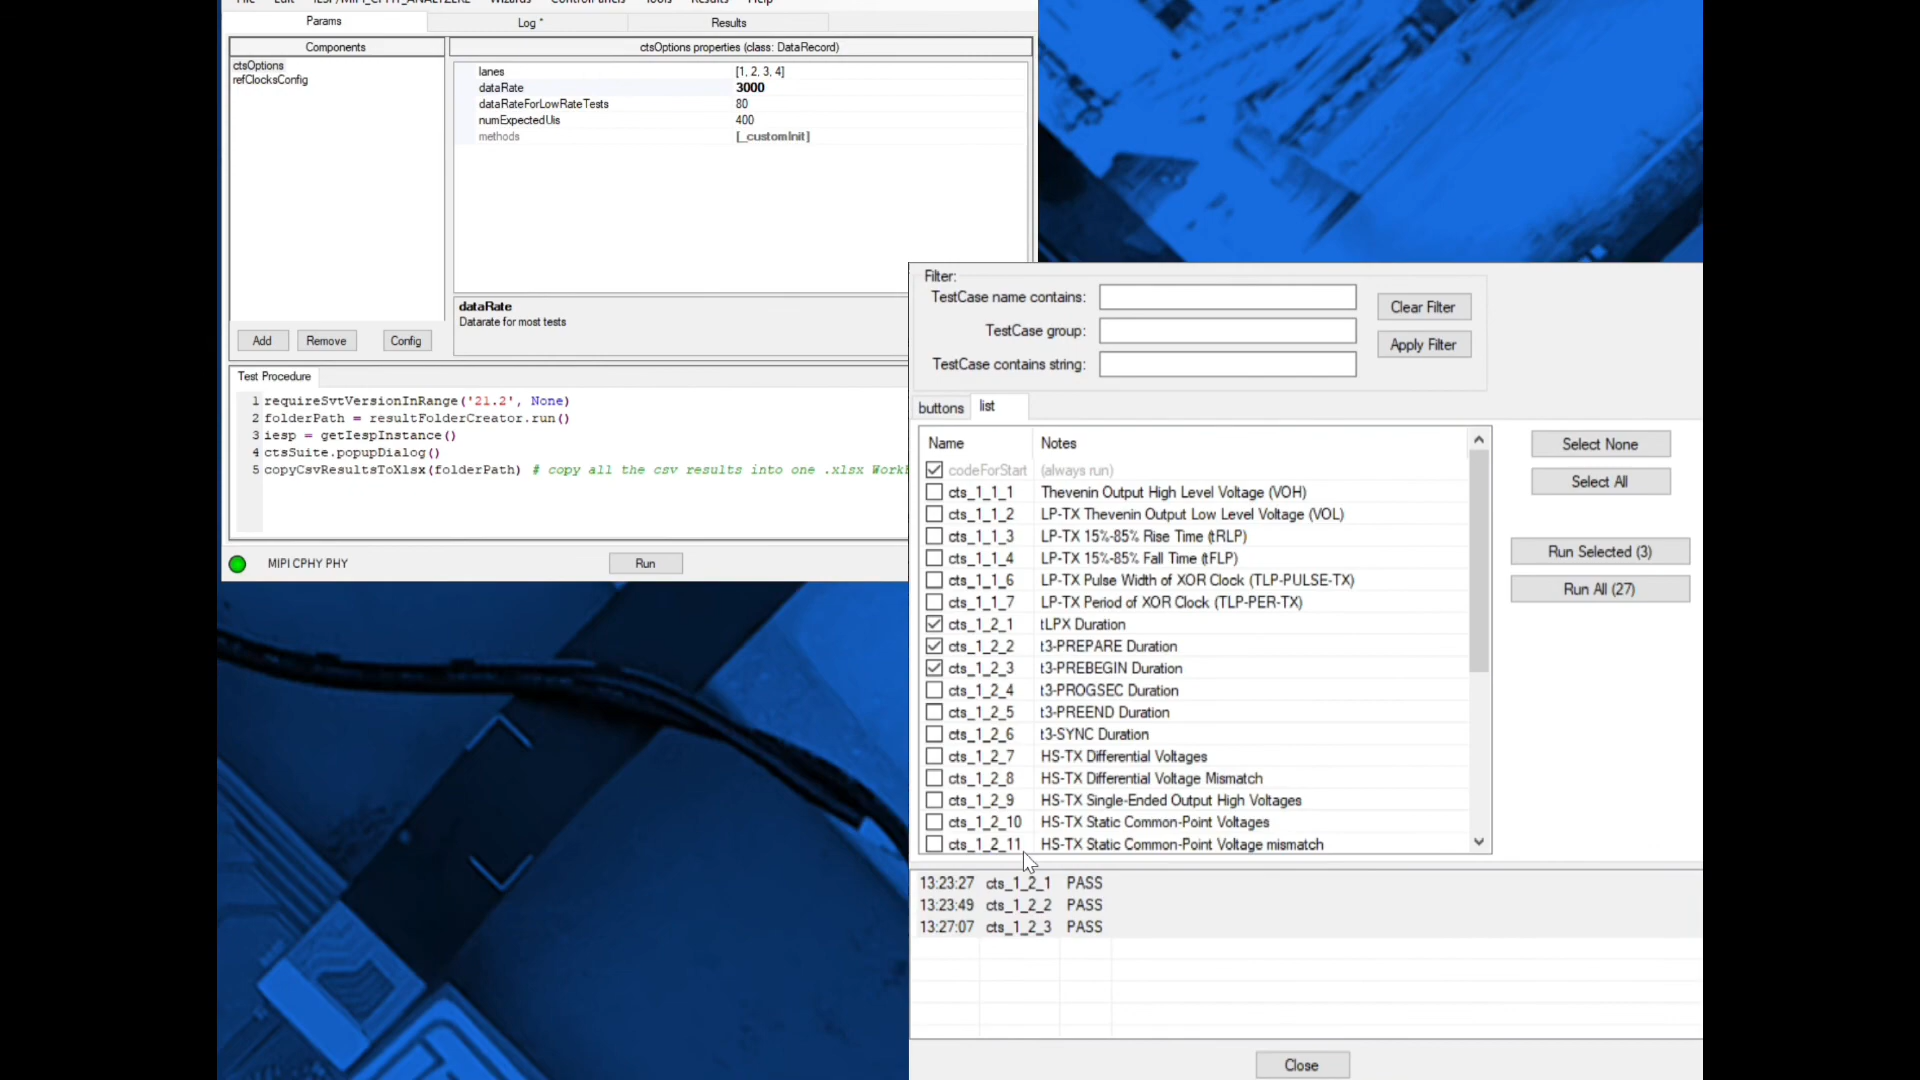 File Edit IESP/MIPI_CPHY_ANALYZER2 Wizards ControlPanels Tools Results Help
Params Log * Results
Components
ctsOptions
refClocksConfig
Add Remove Config
ctsOptions properties (class: DataRecord)
lanes [1, 2, 3, 4]
dataRate 3000
dataRateForLowRateTests 80
numExpectedUis 400
methods [_customInit]
dataRate
Datarate for most tests
Test Procedure
1 requireSvtVersionInRange('21.2', None)
2 folderPath = resultFolderCreator.run()
3 iesp = getIespInstance()
4 ctsSuite.popupDialog()
5 copyCsvResultsToXlsx(folderPath) # copy all the csv results into one .xlsx
MIPI CPHY PHY Run
Filter:
TestCase name contains:
TestCase group:
TestCase contains string:
Clear Filter
Apply Filter
buttons list
Name Notes
codeForStart (always run)
cts_1_1_1 Thevenin Output High Level Voltage (VOH)
cts_1_1_2 LP-TX Thevenin Output Low Level Voltage (VOL)
cts_1_1_3 LP-TX 15%-85% Rise Time (tRLP)
cts_1_1_4 LP-TX 15%-85% Fall Time (tFLP)
cts_1_1_6 LP-TX Pulse Width of XOR Clock (TLP-PULSE-TX)
cts_1_1_7 LP-TX Period of XOR Clock (TLP-PER-TX)
cts_1_2_1 tLPX Duration
cts_1_2_2 t3-PREPARE Duration
cts_1_2_3 t3-PREBEGIN Duration
cts_1_2_4 t3-PROGSEC Duration
cts_1_2_5 t3-PREEND Duration
cts_1_2_6 t3-SYNC Duration
cts_1_2_7 HS-TX Differential Voltages
cts_1_2_8 HS-TX Differential Voltage Mismatch
cts_1_2_9 HS-TX Single-Ended Output High Voltages
cts_1_2_10 HS-TX Static Common-Point Voltages
cts_1_2_11 HS-TX Static Common-Point Voltage mismatch
Select None
Select All
Run Selected (3)
Run All (27)
13:23:27 cts_1_2_1 PASS
13:23:49 cts_1_2_2 PASS
13:27:07 cts_1_2_3 PASS
Close